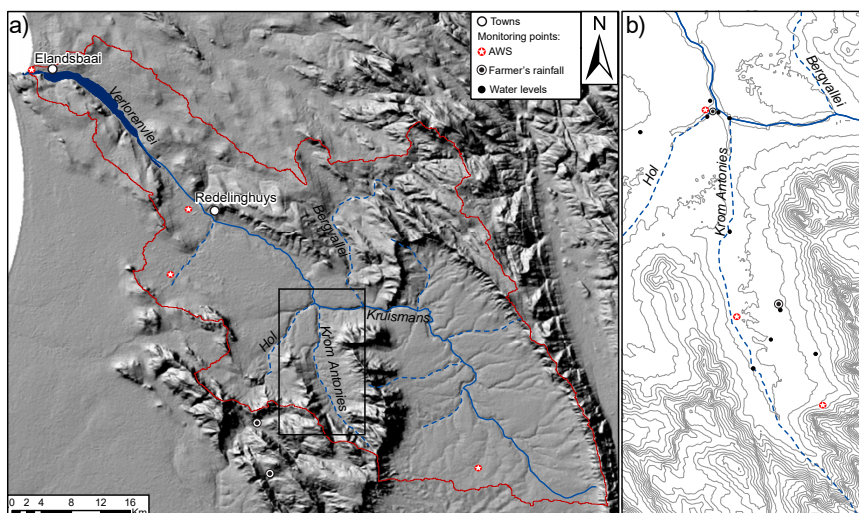 a)
Elandsbaai
Verlorenvlei
Redelinghuys
Bergvallei
Kruismans
Hol
Krom Antonies
0 2 4 8 12 16
Km
Towns
Monitoring points:
AWS
Farmer's rainfall
Water levels
N
b)
Bergvallei
Hol
Krom Antonies